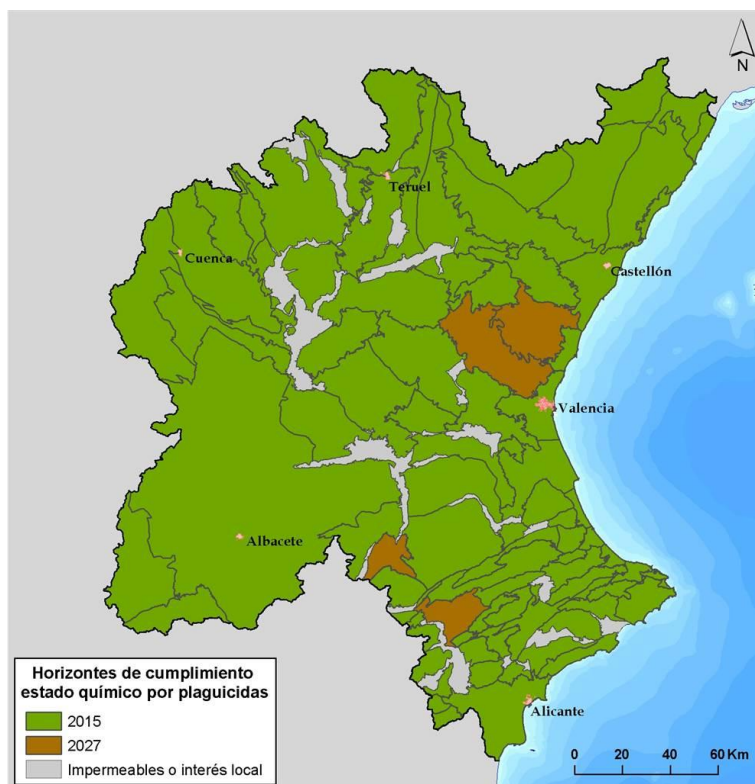 N
Teruel
Cuenca
Castellón
Valencia
Albacete
Alicante
Horizontes de cumplimiento
estado químico por plaguicidas
2015
2027
Impermeables o interés local
0 20 40 60 Km